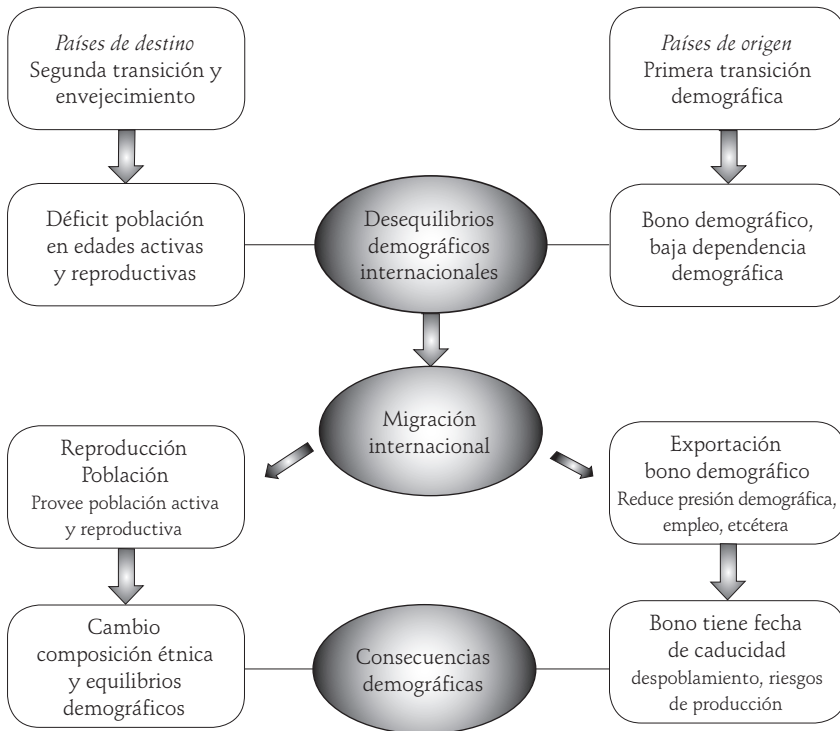 Países de destino
Segunda transición y
envejecimiento
Países de origen
Primera transición
demográfica
Déficit población
en edades activas
y reproductivas
Desequilibrios
demográficos
internacionales
Bono demográfico,
baja dependencia
demográfica
Migración
internacional
Reproducción
Población
Provee población activa
y reproductiva
Exportación
bono demográfico
Reduce presión demográfica,
empleo, etcétera
Cambio
composición étnica
y equilibrios
demográficos
Consecuencias
demográficas
Bono tiene fecha
de caducidad
despoblamiento, riesgos
de producción